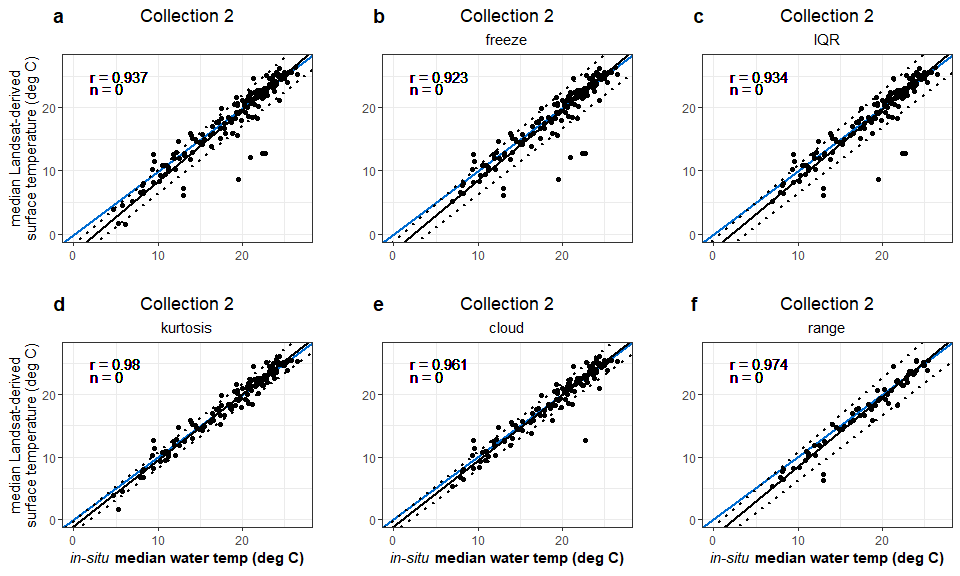 a Collection 2 b Collection 2 c Collection 2
freeze IQR
r = 0.937 r = 0.923 r = 0.934
n = 0 n = 0 n = 0
median Landsat-derived
surface temperature (deg C)
20 20 20
10 10 10
0 0 0
0 10 20 0 10 20 0 10 20
d Collection 2 e Collection 2 f Collection 2
kurtosis cloud range
r = 0.98 r = 0.961 r = 0.974
n = 0 n = 0 n = 0
median Landsat-derived
surface temperature (deg C)
20 20 20
10 10 10
0 0 0
0 10 20 0 10 20 0 10 20
in-situ median water temp (deg C) in-situ median water temp (deg C) in-situ median water temp (deg C)